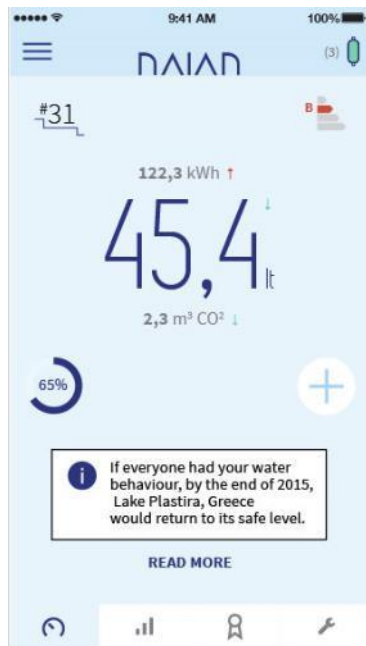 9:41 AM
100%
DAIAD
(3)
#31
B
122,3 kWh ↑
45,4 lt ↓
2,3 m³ CO² ↓
65%
i
If everyone had your water
behaviour, by the end of 2015,
Lake Plastira, Greece
would return to its safe level.
READ MORE